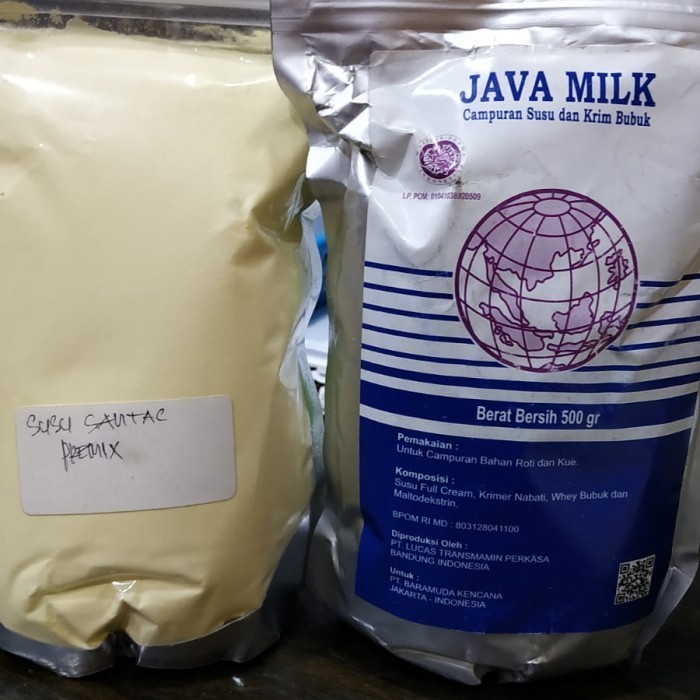 SUSU SANTAC
PREMIX
JAVA MILK
Campuran Susu dan Krim Bubuk
Berat Bersih 500 gr
Pemakaian :
Untuk Campuran Bahan Roti dan Kue.
Komposisi :
Susu Full Cream, Krimer Nabati, Whey Bubuk dan
Maltodekstrin.
BPOM RI MD : 803128041100
Diproduksi Oleh :
PT. LUCAS TRANSMAMIN PERKASA
BANDUNG INDONESIA
Untuk :
PT. BARAMUDA KENCANA
JAKARTA - INDONESIA